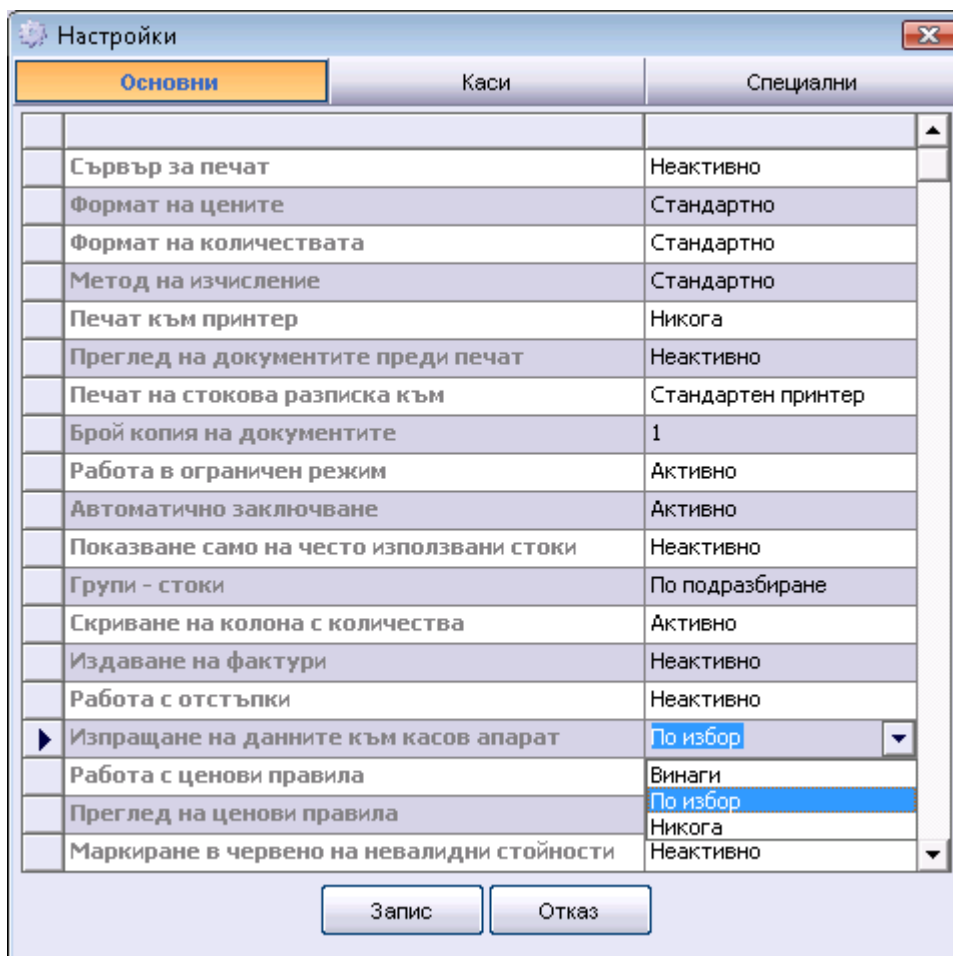 Настройки
Основни Каси Специални
Сървър за печат Неактивно
Формат на цените Стандартно
Формат на количествата Стандартно
Метод на изчисление Стандартно
Печат към принтер Никога
Преглед на документите преди печат Неактивно
Печат на стокова разписка към Стандартен принтер
Брой копия на документите 1
Работа в ограничен режим Активно
Автоматично заключване Активно
Показване само на често използвани стоки Неактивно
Групи - стоки По подразбиране
Скриване на колона с количества Активно
Издаване на фактури Неактивно
Работа с отстъпки Неактивно
Изпращане на данните към касов апарат По избор
Работа с ценови правила Винаги
По избор
Преглед на ценови правила Никога
Маркиране в червено на невалидни стойности Неактивно
Запис Отказ